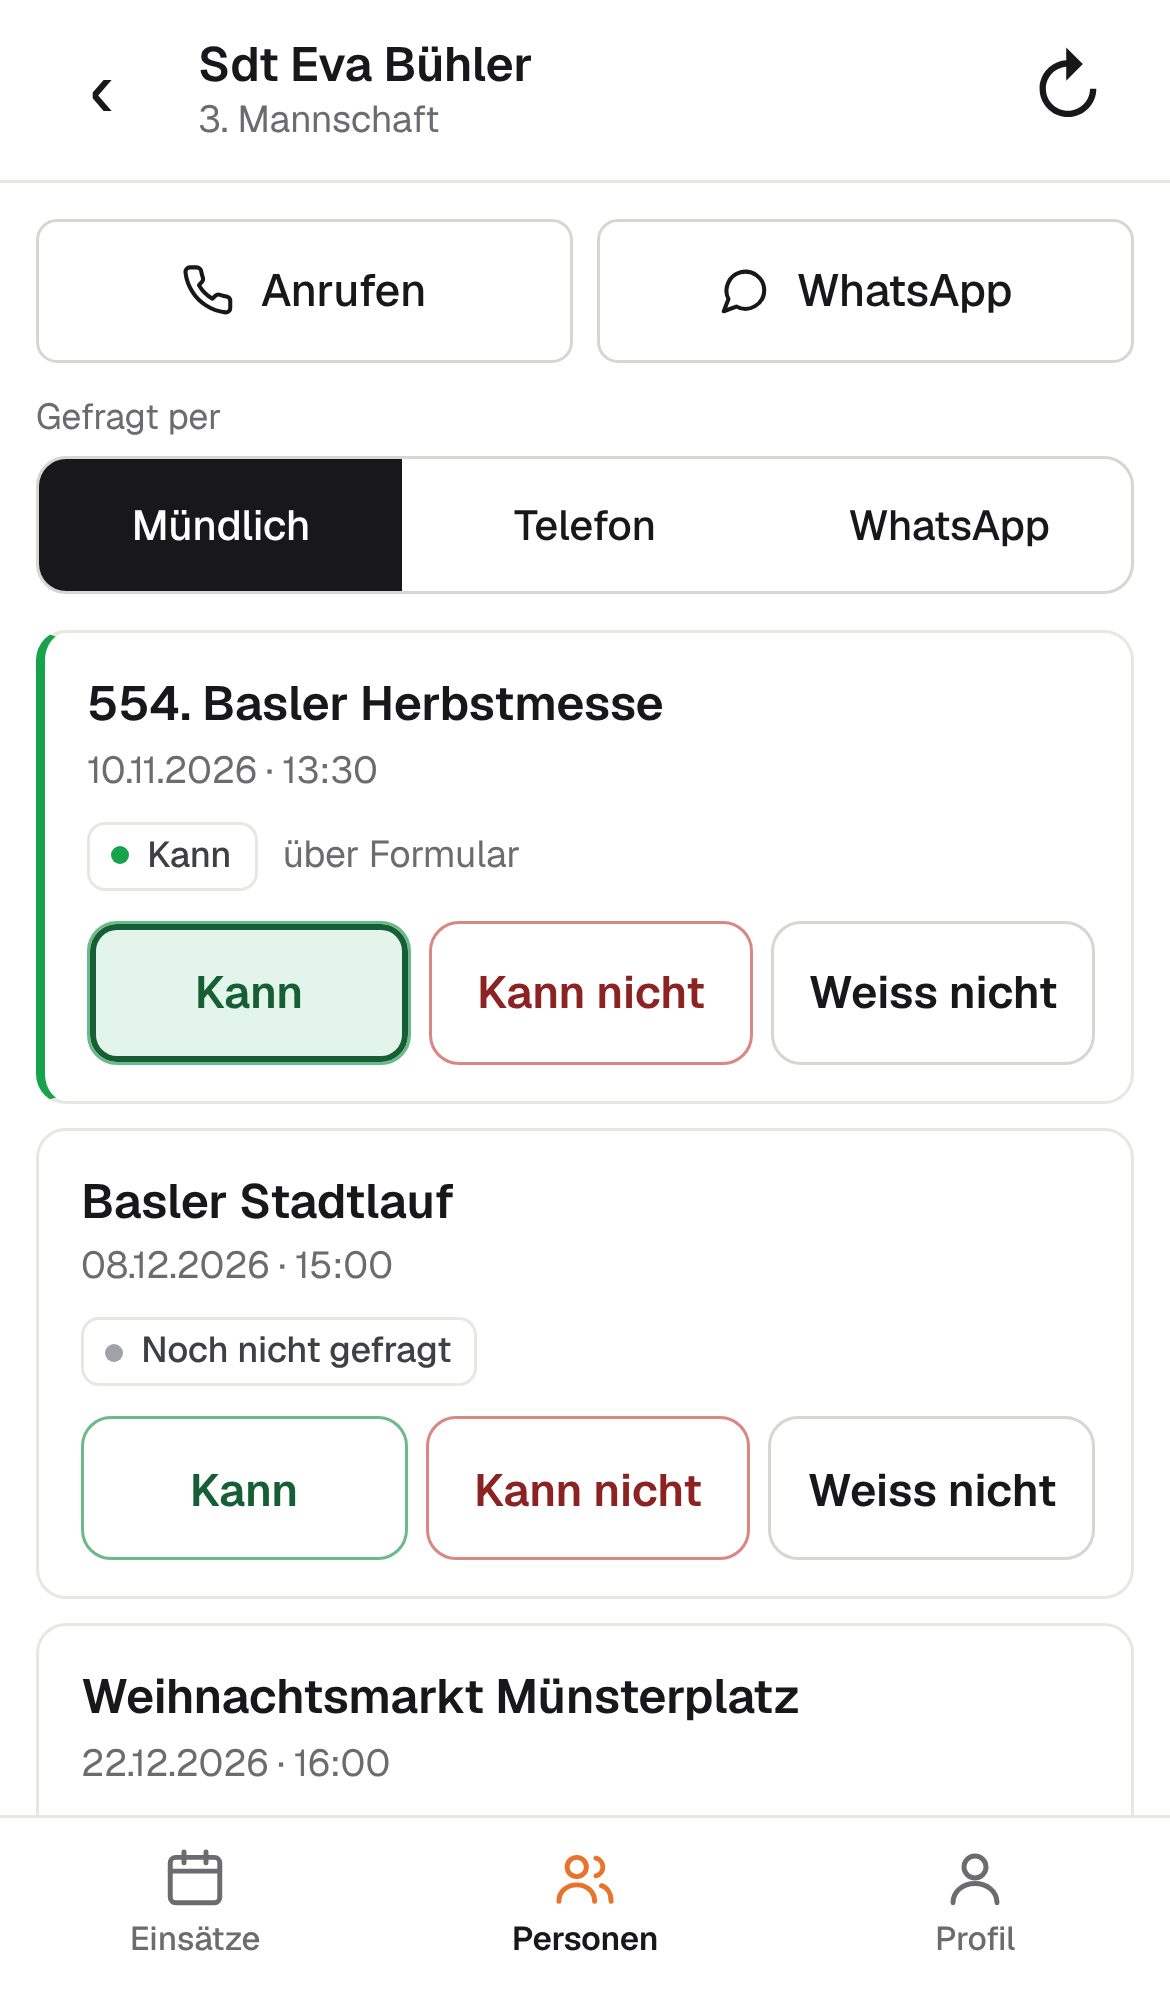 Sdt Eva Bühler
3. Mannschaft
Anrufen
WhatsApp
Gefragt per
Mündlich
Telefon
WhatsApp
554. Basler Herbstmesse
10.11.2026 · 13:30
Kann
über Formular
Kann
Kann nicht
Weiss nicht
Basler Stadtlauf
08.12.2026 · 15:00
Noch nicht gefragt
Kann
Kann nicht
Weiss nicht
Weihnachtsmarkt Münsterplatz
22.12.2026 · 16:00
Einsätze
Personen
Profil